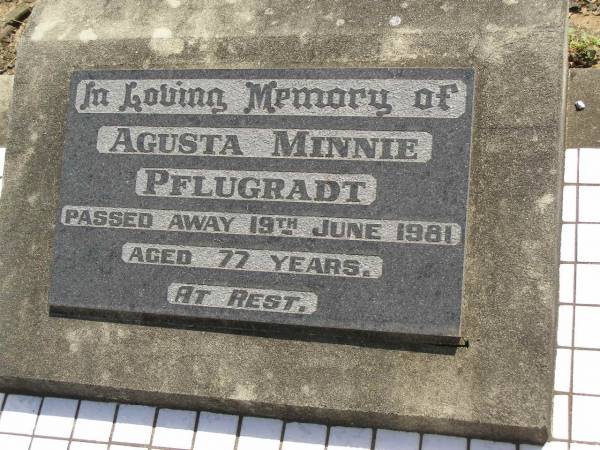 In Loving Memory of
AGUSTA MINNIE
PFLUGRADT
PASSED AWAY 19TH JUNE 1981
AGED 77 YEARS.
AT REST.